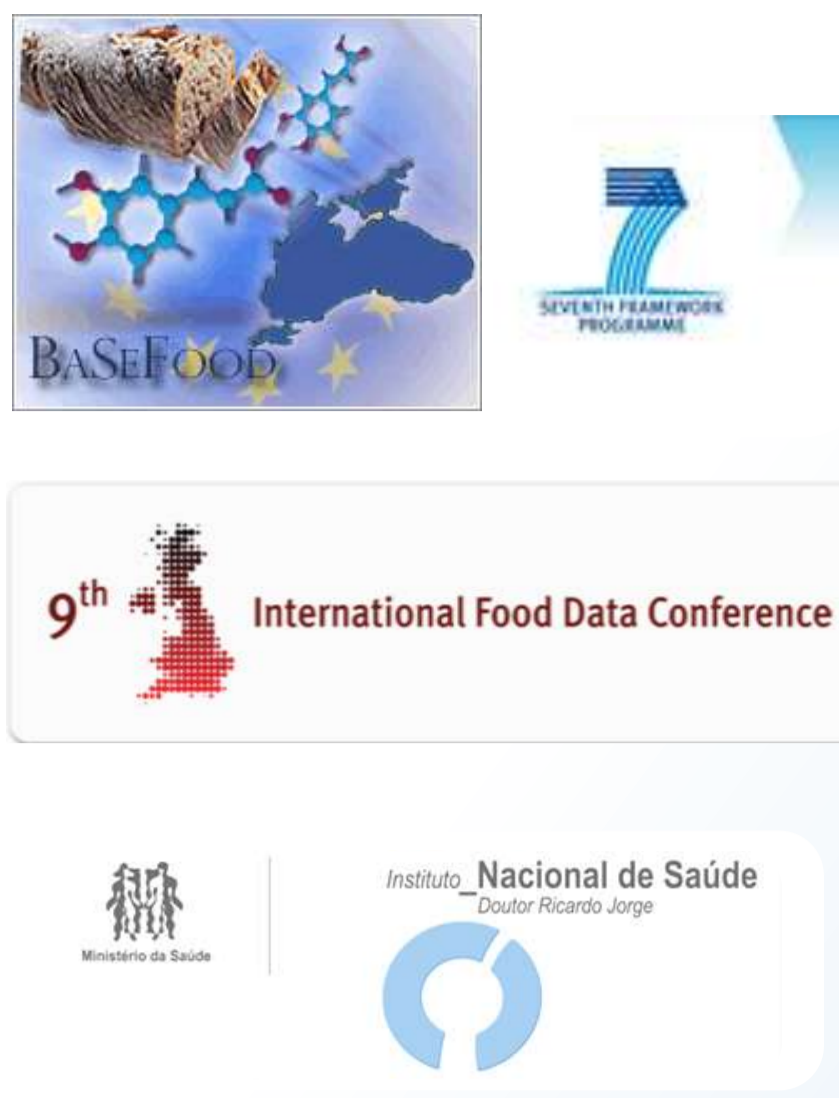 BASEFOOD
SEVENTH FRAMEWORK
PROGRAMME
9th International Food Data Conference
Instituto_Nacional de Saúde
Doutor Ricardo Jorge
Ministério da Saúde